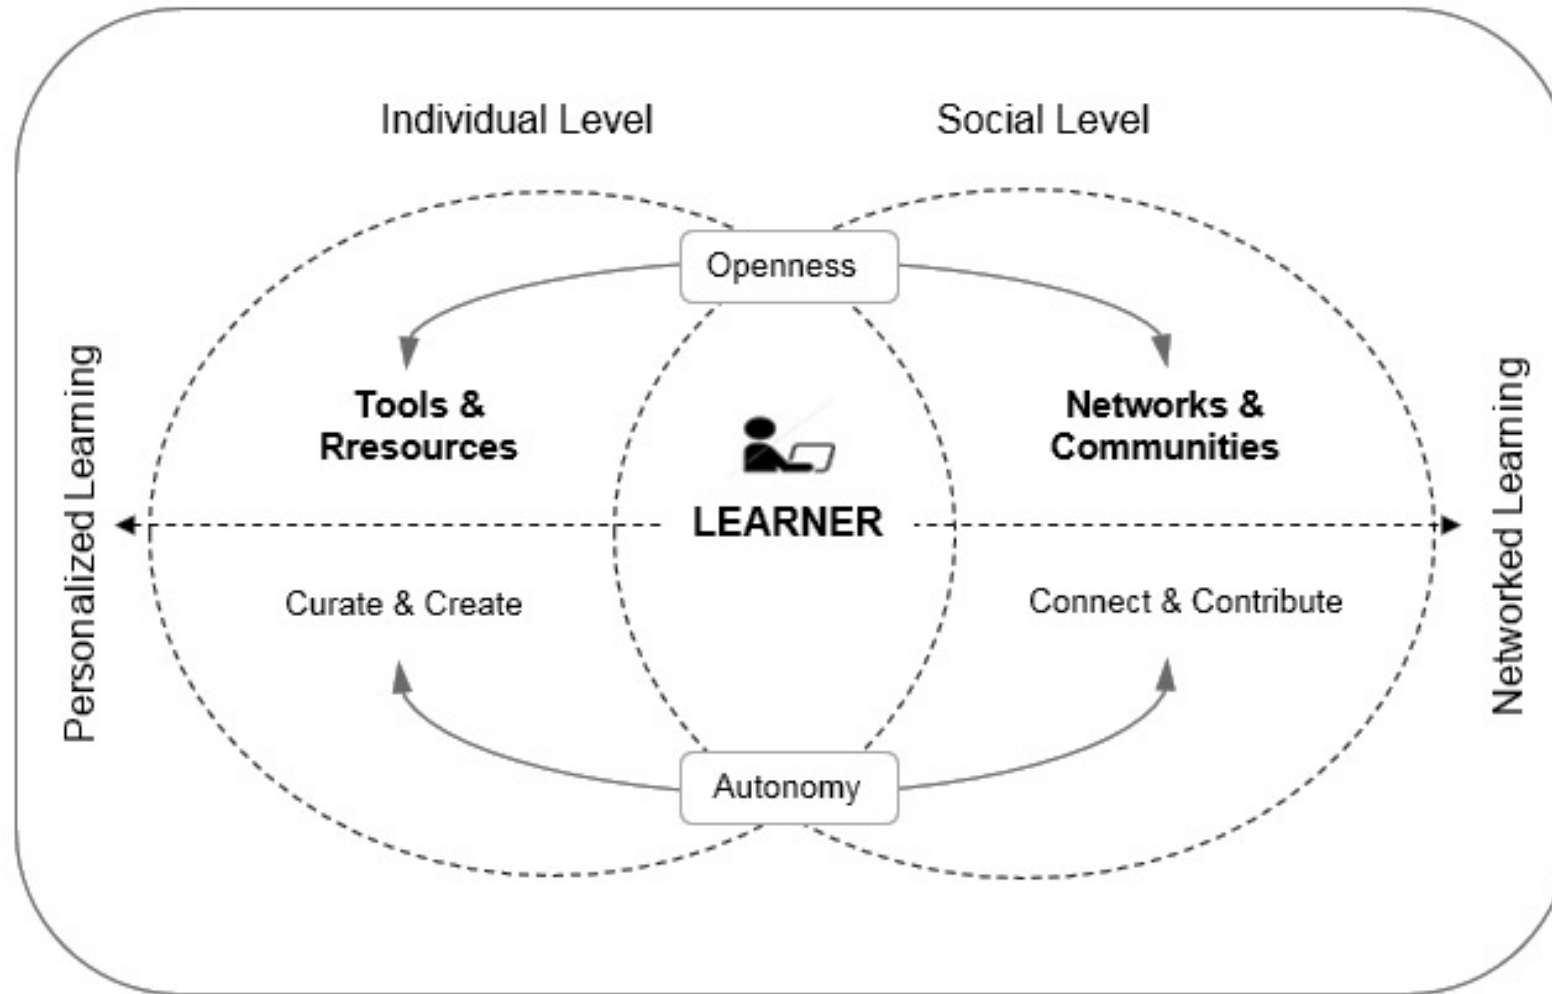 Individual Level
Social Level
Openness
Personalized Learning
Tools &
Rresources
Networks &
Communities
Networked Learning
LEARNER
Curate & Create
Connect & Contribute
Autonomy